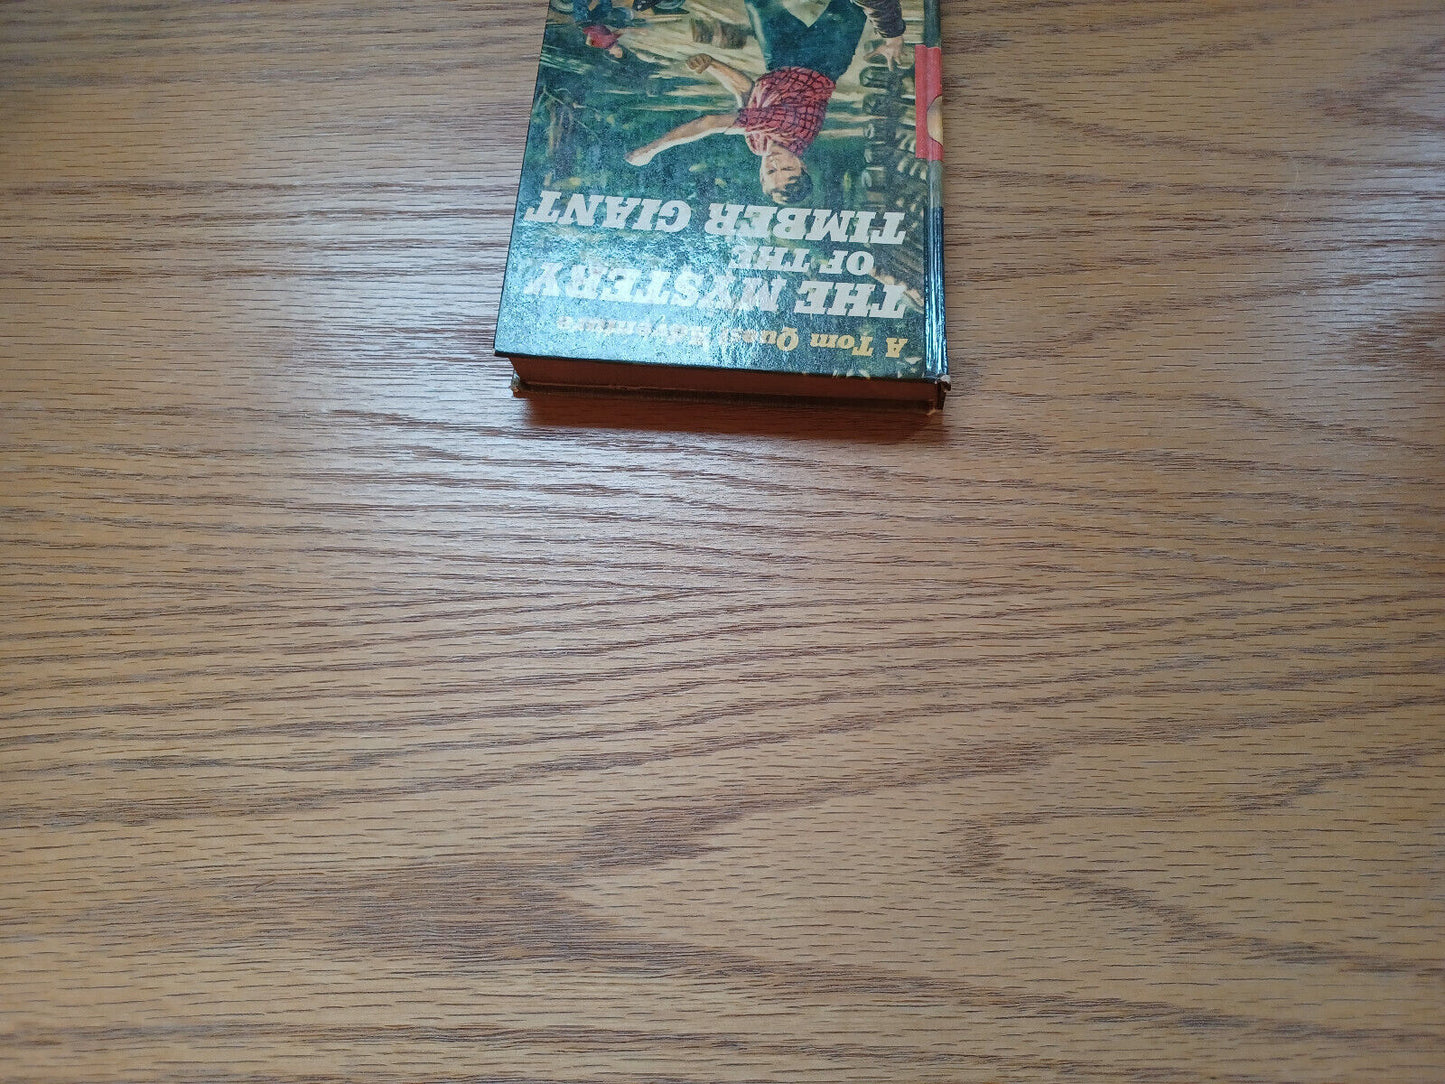 A Tom Quest Adventure
THE MYSTERY
OF THE
TIMBER GIANT